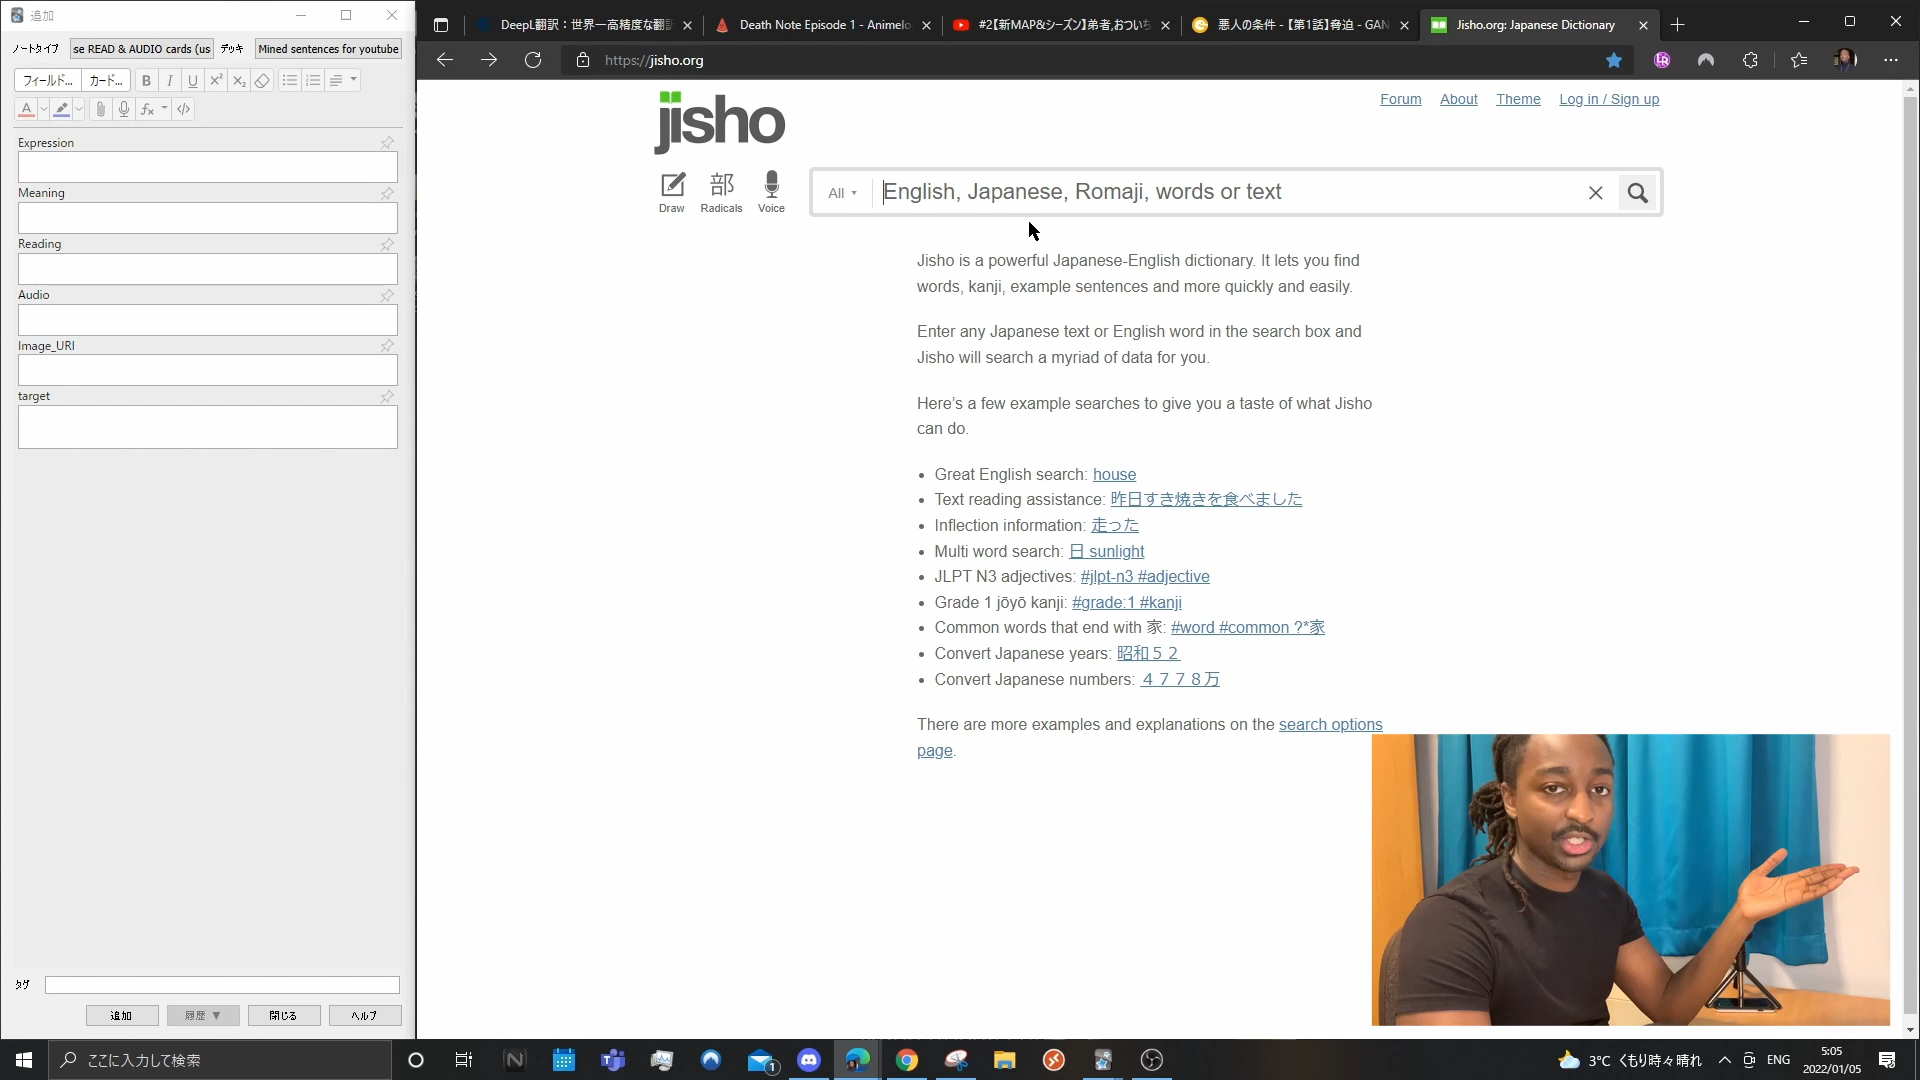 追加
ノートタイプ
se READ & AUDIO cards (us
デッキ
Mined sentences for youtube
フィールド...
カード...
B I U x² x₂
A
fx
</>
Expression
Meaning
Reading
Audio
Image_URI
target
タグ
追加
履歴 ▼
閉じる
ヘルプ
DeepL翻訳：世界一高精度な翻訳
Death Note Episode 1 - Animelo
#2【新MAP&シーズン】弟者,おついち
悪人の条件 - 【第1話】脅迫 - GAN
Jisho.org: Japanese Dictionary
https://jisho.org
Forum
About
Theme
Log in / Sign up
jisho
Draw
部
Radicals
Voice
All
English, Japanese, Romaji, words or text
Jisho is a powerful Japanese-English dictionary. It lets you find
words, kanji, example sentences and more quickly and easily.
Enter any Japanese text or English word in the search box and
Jisho will search a myriad of data for you.
Here's a few example searches to give you a taste of what Jisho
can do.
Great English search: house
Text reading assistance: 昨日すき焼きを食べました
Inflection information: 走った
Multi word search: 日 sunlight
JLPT N3 adjectives: #jlpt-n3 #adjective
Grade 1 jōyō kanji: #grade:1 #kanji
Common words that end with 家: #word #common ?*家
Convert Japanese years: 昭和５２
Convert Japanese numbers: ４７７８万
There are more examples and explanations on the search options
page.
ここに入力して検索
1
3°C くもり時々晴れ
ENG
5:05
2022/01/05